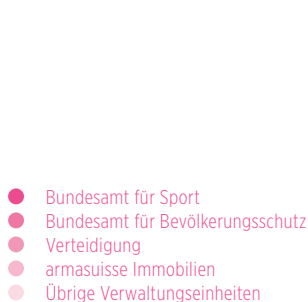 Bundesamt für Sport
Bundesamt für Bevölkerungsschutz
Verteidigung
armasuisse Immobilien
Übrige Verwaltungseinheiten